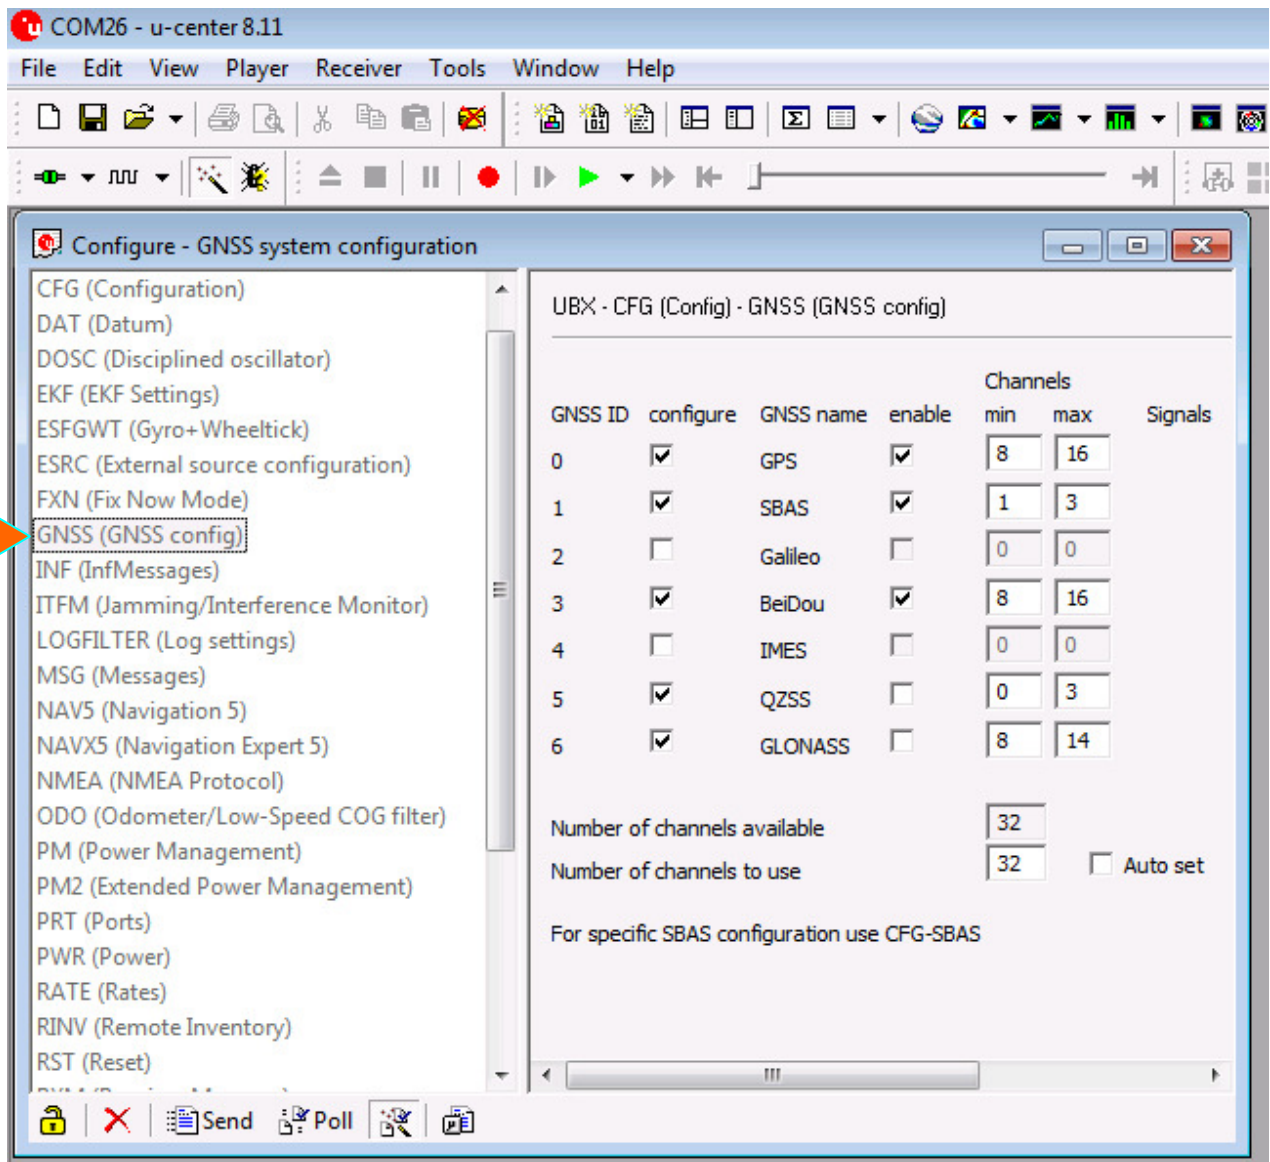 COM26 - u-center 8.11
File Edit View Player Receiver Tools Window Help
Configure - GNSS system configuration
CFG (Configuration)
DAT (Datum)
DOSC (Disciplined oscillator)
EKF (EKF Settings)
ESFGWT (Gyro+Wheeltick)
ESRC (External source configuration)
FXN (Fix Now Mode)
GNSS (GNSS config)
INF (InfMessages)
ITFM (Jamming/Interference Monitor)
LOGFILTER (Log settings)
MSG (Messages)
NAV5 (Navigation 5)
NAVX5 (Navigation Expert 5)
NMEA (NMEA Protocol)
ODO (Odometer/Low-Speed COG filter)
PM (Power Management)
PM2 (Extended Power Management)
PRT (Ports)
PWR (Power)
RATE (Rates)
RINV (Remote Inventory)
RST (Reset)
UBX - CFG (Config) - GNSS (GNSS config)
Channels
GNSS ID configure GNSS name enable min max Signals
0 GPS 8 16
1 SBAS 1 3
2 Galileo 0 0
3 BeiDou 8 16
4 IMES 0 0
5 QZSS 0 3
6 GLONASS 8 14
Number of channels available 32
Number of channels to use 32 Auto set
For specific SBAS configuration use CFG-SBAS
Send Poll